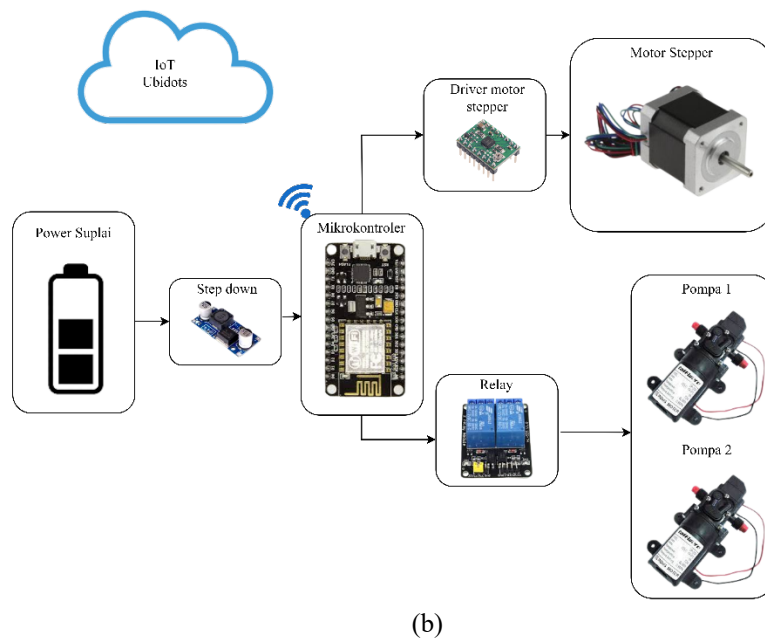 IoT
Ubidots
Driver motor
stepper
Motor Stepper
Power Suplai
Step down
Mikrokontroler
Relay
Pompa 1
Pompa 2
(b)